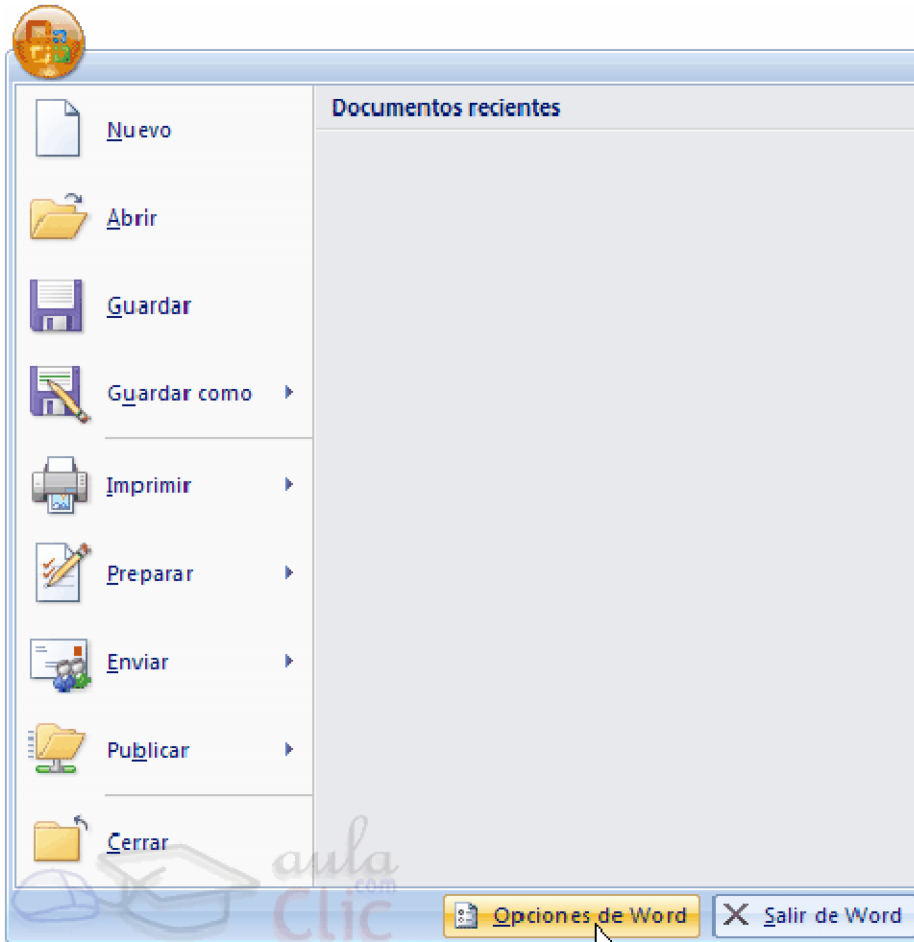 Documentos recientes
Nuevo
Abrir
Guardar
Guardar como
Imprimir
Preparar
Enviar
Publicar
Cerrar
aula
.com
Clic
Opciones de Word
Salir de Word